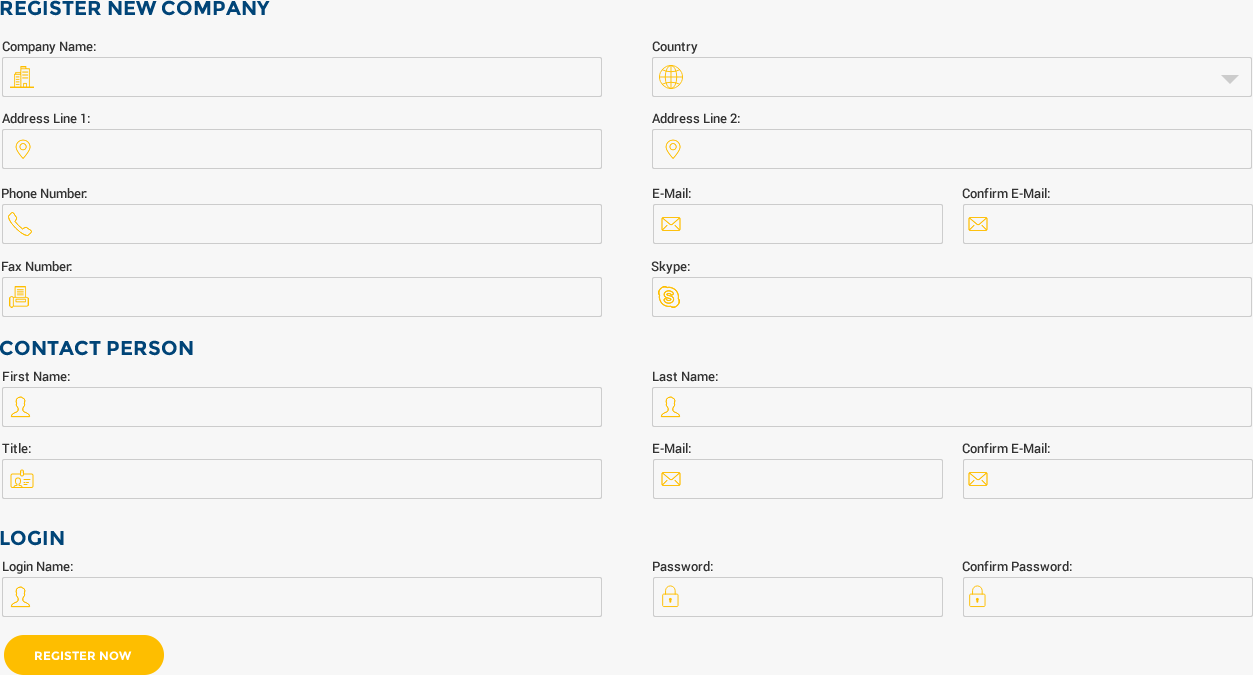 REGISTER NEW COMPANY
Company Name:
Country
Address Line 1:
Address Line 2:
Phone Number:
E-Mail:
Confirm E-Mail:
Fax Number:
Skype:
CONTACT PERSON
First Name:
Last Name:
Title:
E-Mail:
Confirm E-Mail:
LOGIN
Login Name:
Password:
Confirm Password:
REGISTER NOW